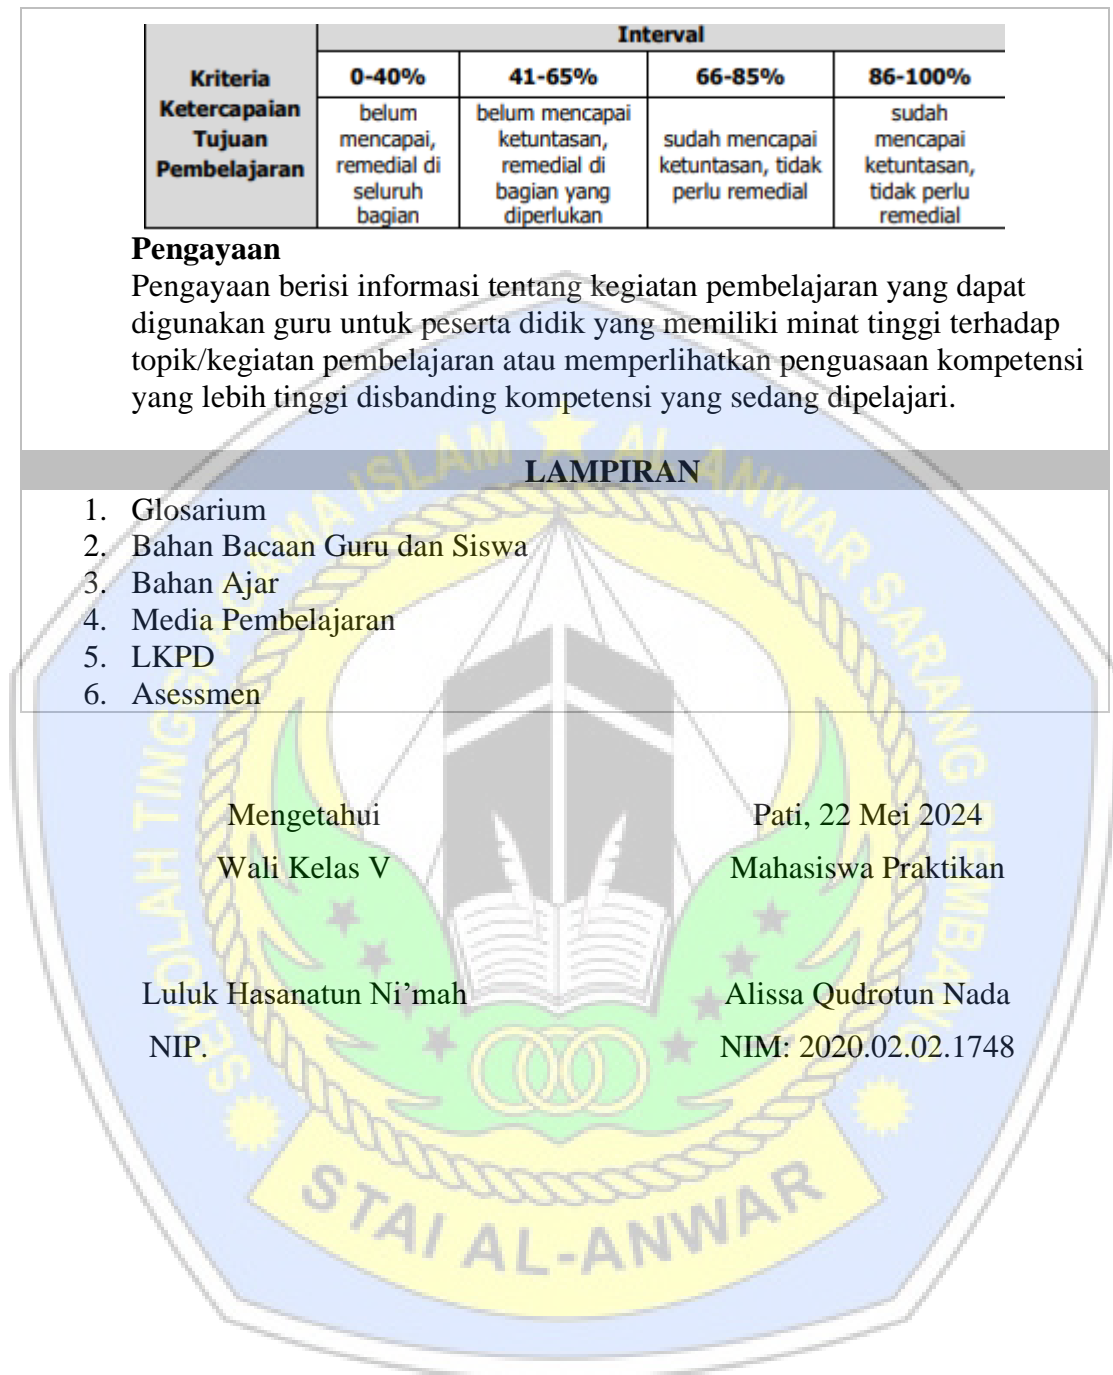 Interval
Kriteria Ketercapaian Tujuan Pembelajaran
0-40% 41-65% 66-85% 86-100%
belum mencapai, remedial di seluruh bagian
belum mencapai ketuntasan, remedial di bagian yang diperlukan
sudah mencapai ketuntasan, tidak perlu remedial
sudah mencapai ketuntasan, tidak perlu remedial
Pengayaan
Pengayaan berisi informasi tentang kegiatan pembelajaran yang dapat
digunakan guru untuk peserta didik yang memiliki minat tinggi terhadap
topik/kegiatan pembelajaran atau memperlihatkan penguasaan kompetensi
yang lebih tinggi disbanding kompetensi yang sedang dipelajari.
LAMPIRAN
1. Glosarium
2. Bahan Bacaan Guru dan Siswa
3. Bahan Ajar
4. Media Pembelajaran
5. LKPD
6. Asessmen
Mengetahui
Wali Kelas V
Luluk Hasanatun Ni’mah
NIP.
Pati, 22 Mei 2024
Mahasiswa Praktikan
Alissa Qudrotun Nada
NIM: 2020.02.02.1748
SEKOLAH TINGGI AGAMA ISLAM AL-ANWAR SARANG REMBANG
STAI AL-ANWAR